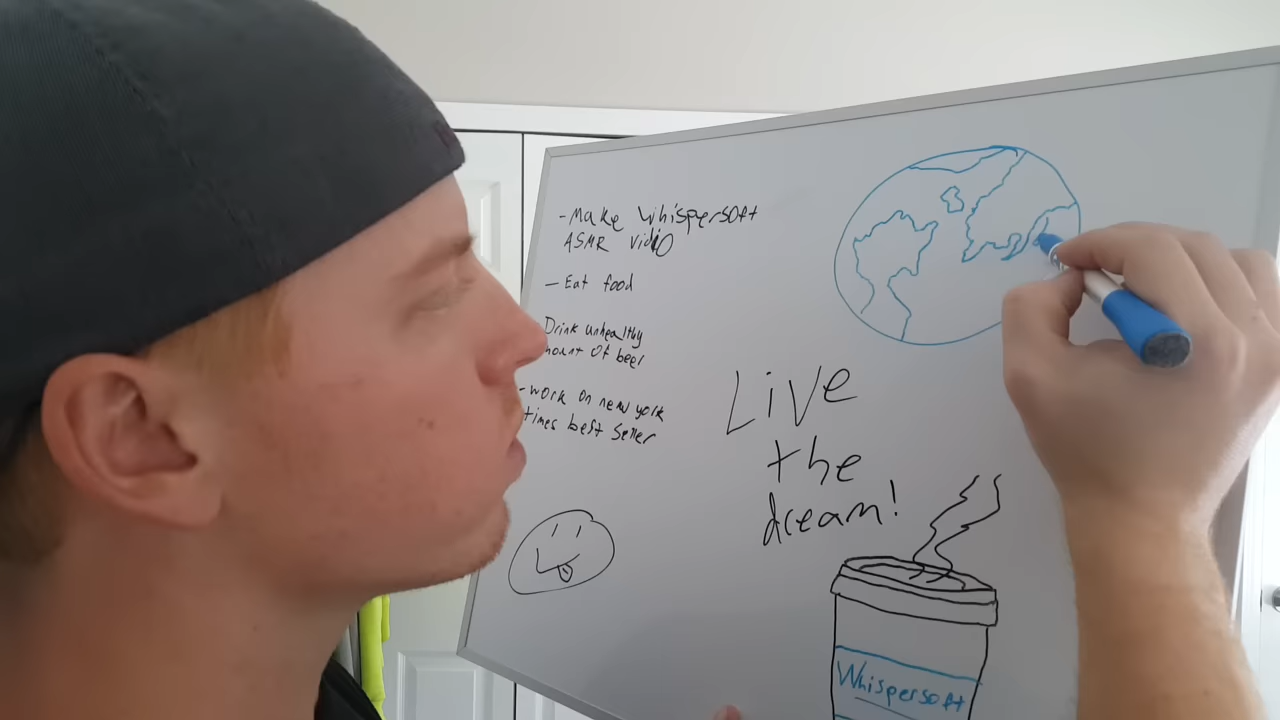 - Make Whispersoft
ASMR vidio
- Eat food
Drink unhealthy
mount of beer
- work on new york
times best seller
Live
the
dream!
Whispersoft